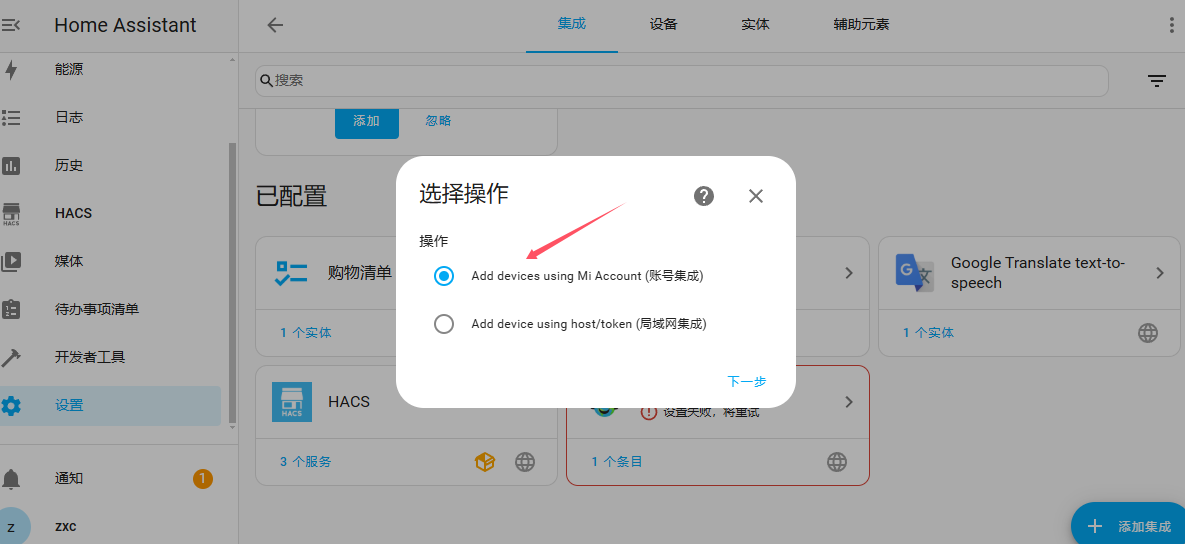 Home Assistant
集成
设备
实体
辅助元素
能源
日志
历史
HACS
媒体
待办事项清单
开发者工具
设置
通知
1
z
zxc
搜索
添加
忽略
已配置
购物清单
1 个实体
Google Translate text-to-
speech
1 个实体
HACS
HACS
3 个服务
设置失败，将重试
1 个条目
选择操作
操作
Add devices using Mi Account (账号集成)
Add device using host/token (局域网集成)
下一步
添加集成